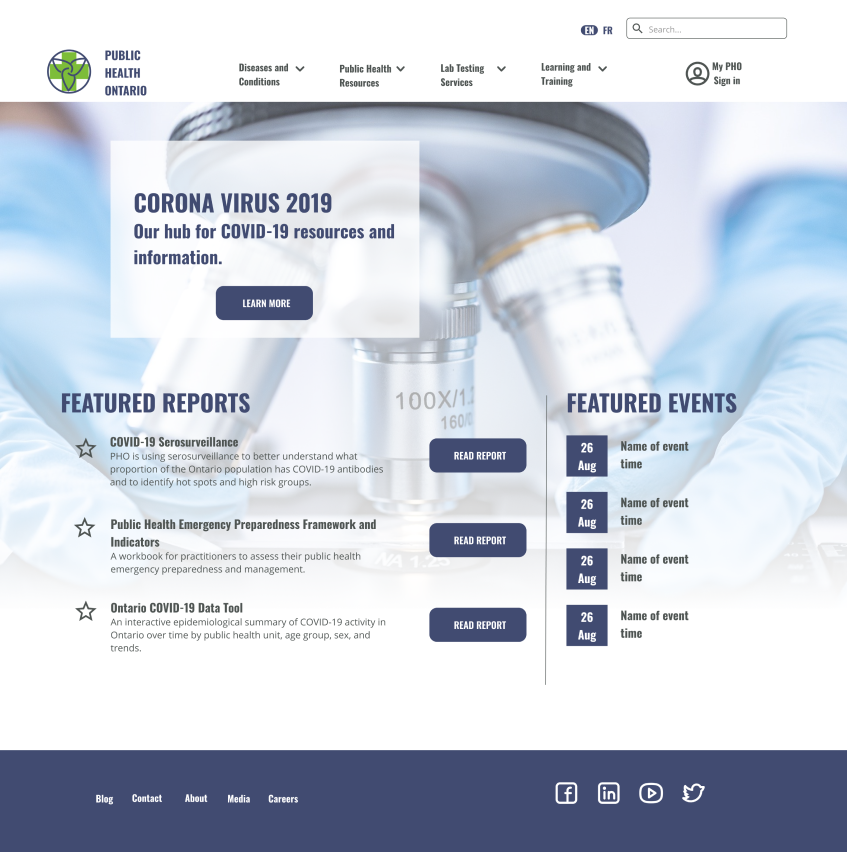 EN FR Search...
PUBLIC
HEALTH
ONTARIO
Diseases and
Conditions
Public Health
Resources
Lab Testing
Services
Learning and
Training
My PHO
Sign in
CORONA VIRUS 2019
Our hub for COVID-19 resources and
information.
LEARN MORE
100X/1.2
160/0
NA 1.25
FEATURED REPORTS
COVID-19 Serosurveillance
PHO is using serosurveillance to better understand what
proportion of the Ontario population has COVID-19 antibodies
and to identify hot spots and high risk groups.
READ REPORT
Public Health Emergency Preparedness Framework and
Indicators
A workbook for practitioners to assess their public health
emergency preparedness and management.
READ REPORT
Ontario COVID-19 Data Tool
An interactive epidemiological summary of COVID-19 activity in
Ontario over time by public health unit, age group, sex, and
trends.
READ REPORT
FEATURED EVENTS
26
Aug
Name of event
time
26
Aug
Name of event
time
26
Aug
Name of event
time
26
Aug
Name of event
time
Blog Contact About Media Careers